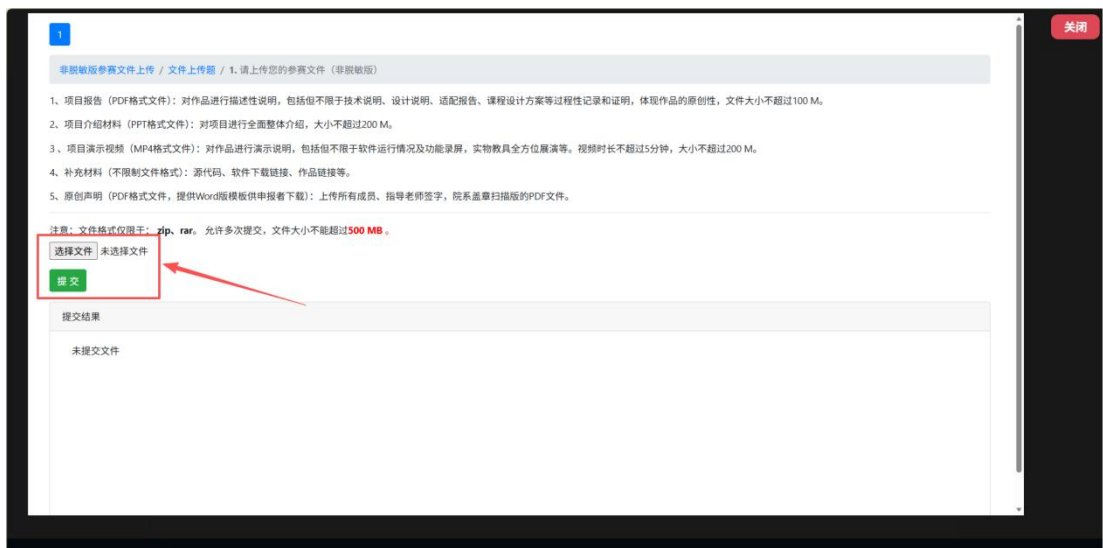 关闭
1
非脱敏版参赛文件上传 / 文件上传题 / 1. 请上传您的参赛文件（非脱敏版）
1、项目报告（PDF格式文件）：对作品进行描述性说明，包括但不限于技术说明、设计说明、适配报告、课程设计方案等过程性记录和证明，体现作品的原创性，文件大小不超过100 M。
2、项目介绍材料（PPT格式文件）：对项目进行全面整体介绍，大小不超过200 M。
3 、项目演示视频（MP4格式文件）：对作品进行演示说明，包括但不限于软件运行情况及功能录屏，实物教具全方位展演等。视频时长不超过5分钟，大小不超过200 M。
4、补充材料（不限制文件格式）：源代码、软件下载链接、作品链接等。
5、原创声明（PDF格式文件，提供Word版模板供申报者下载）：上传所有成员、指导老师签字，院系盖章扫描版的PDF文件。
注意：文件格式仅限于： zip、rar。 允许多次提交，文件大小不能超过500 MB 。
选择文件 未选择文件
提 交
提交结果
未提交文件